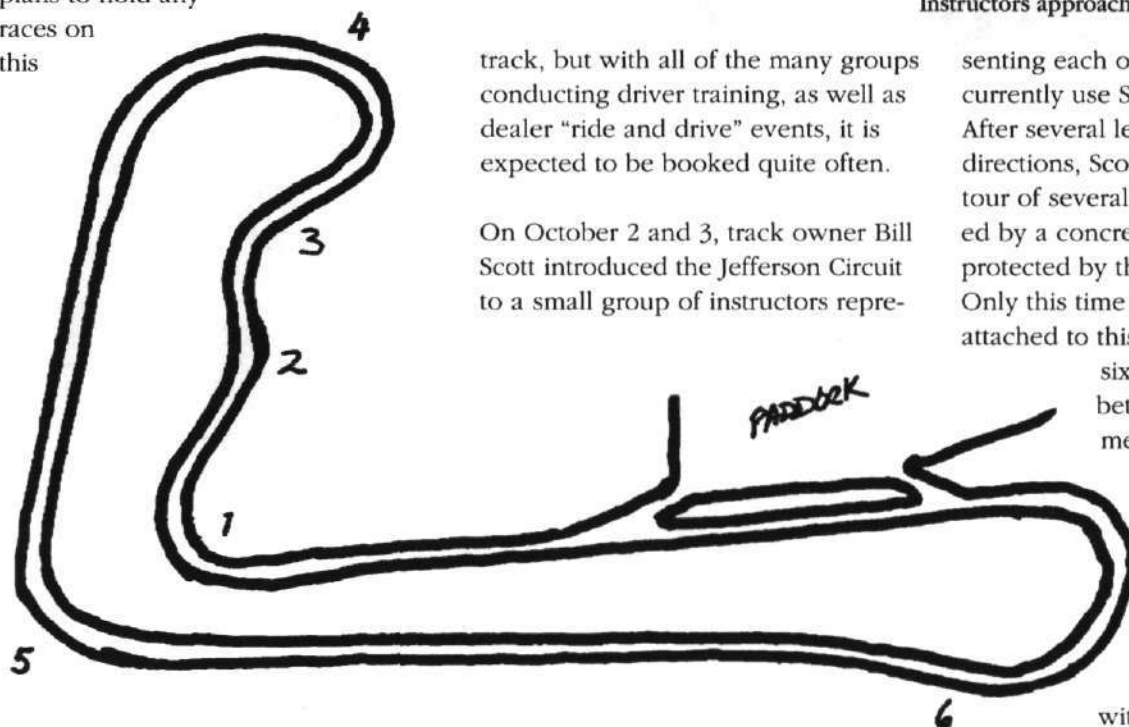 plans to hold any
races on
this
track, but with all of the many groups
conducting driver training, as well as
dealer “ride and drive” events, it is
expected to be booked quite often.
On October 2 and 3, track owner Bill
Scott introduced the Jefferson Circuit
to a small group of instructors repre-
Instructors approach
senting each o
currently use S
After several le
directions, Sco
tour of several
ed by a concre
protected by th
Only this time
attached to this
six
bet
me
wit
4
3
2
PADDOCK
1
5
6